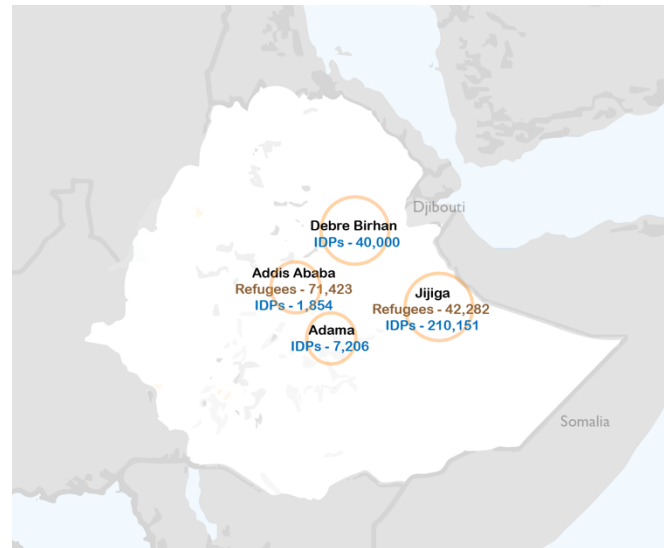 Djibouti
Debre Birhan
IDPs - 40,000
Addis Ababa
Refugees - 71,423
IDPs - 1,854
Jijiga
Refugees - 42,282
IDPs - 210,151
Adama
IDPs - 7,206
Somalia